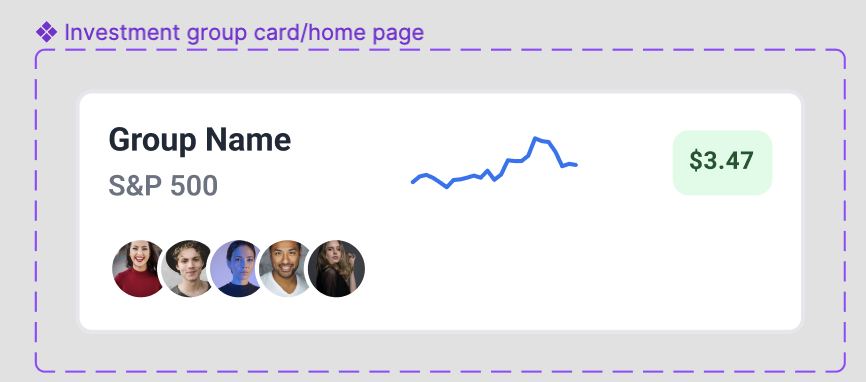 Investment group card/home page
Group Name
S&P 500
$3.47